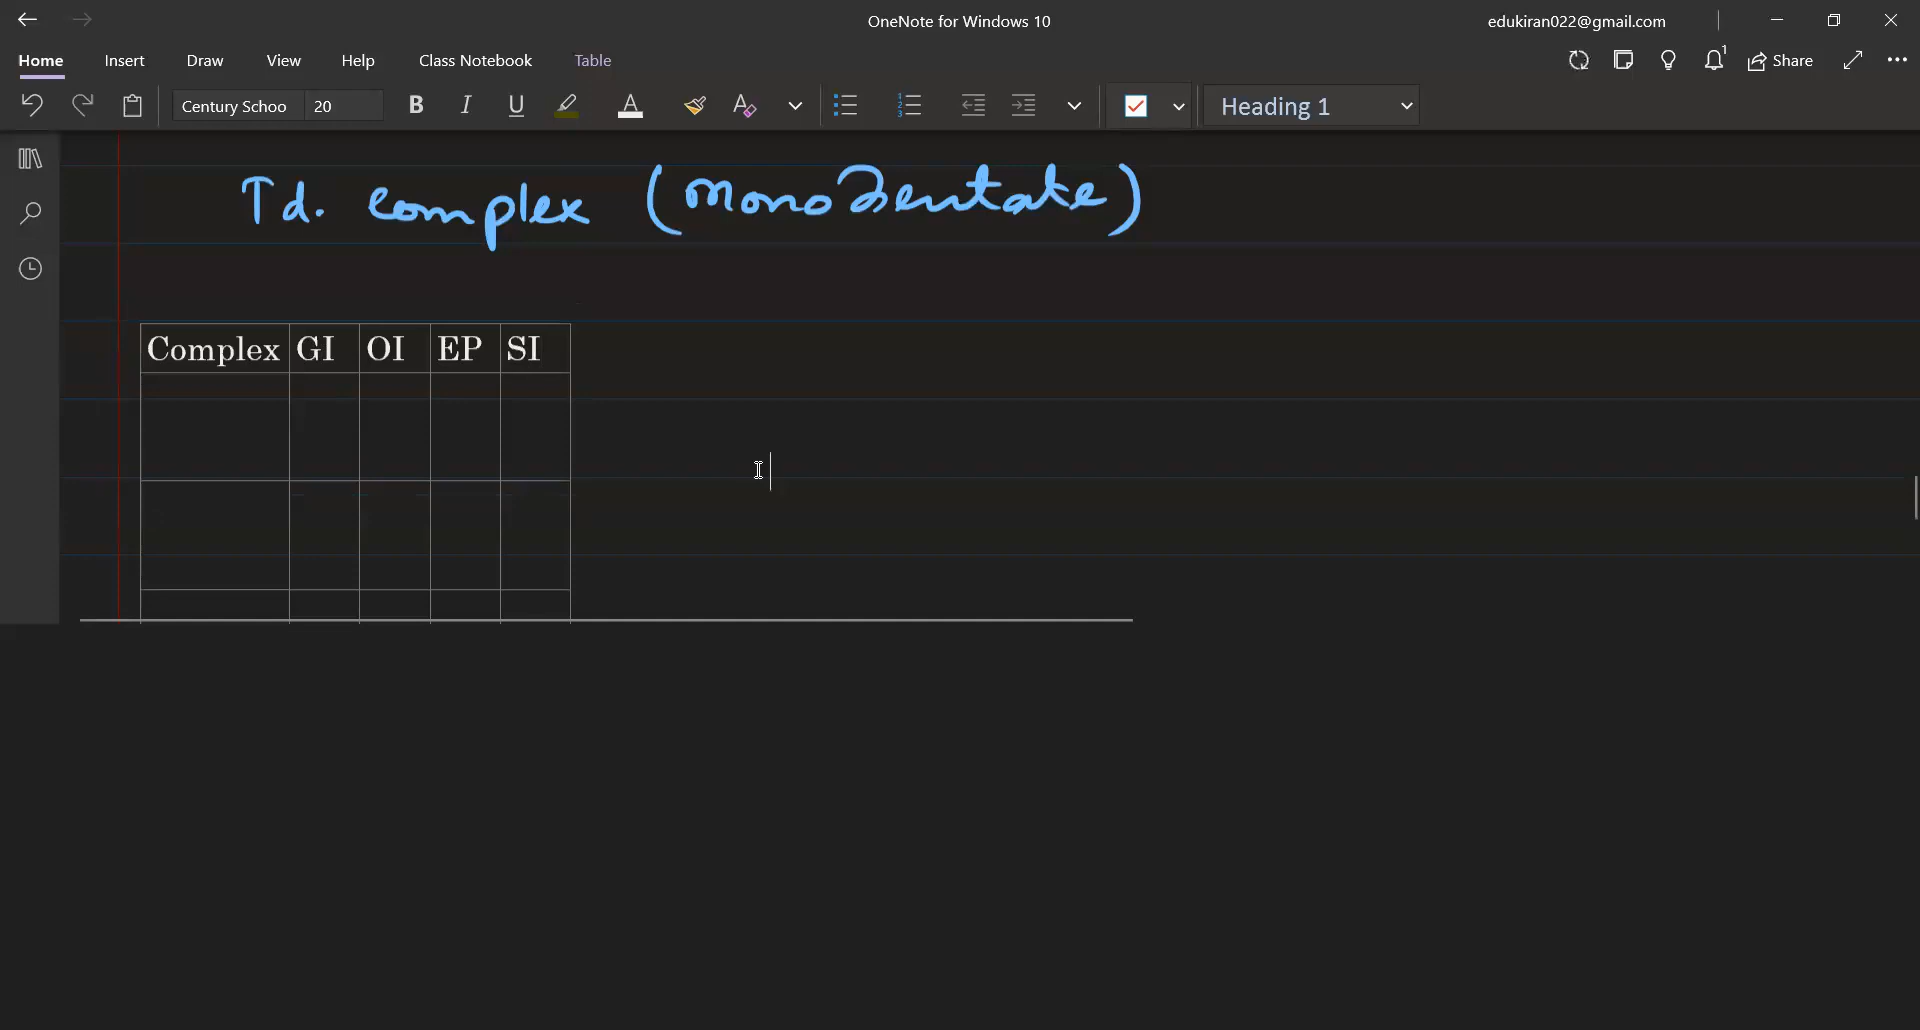 OneNote for Windows 10
edukiran022@gmail.com
Home Insert Draw View Help Class Notebook Table
1
Share
Century Schoo 20 B I U A A Heading 1
Td. complex (monodentate)
Complex GI OI EP SI